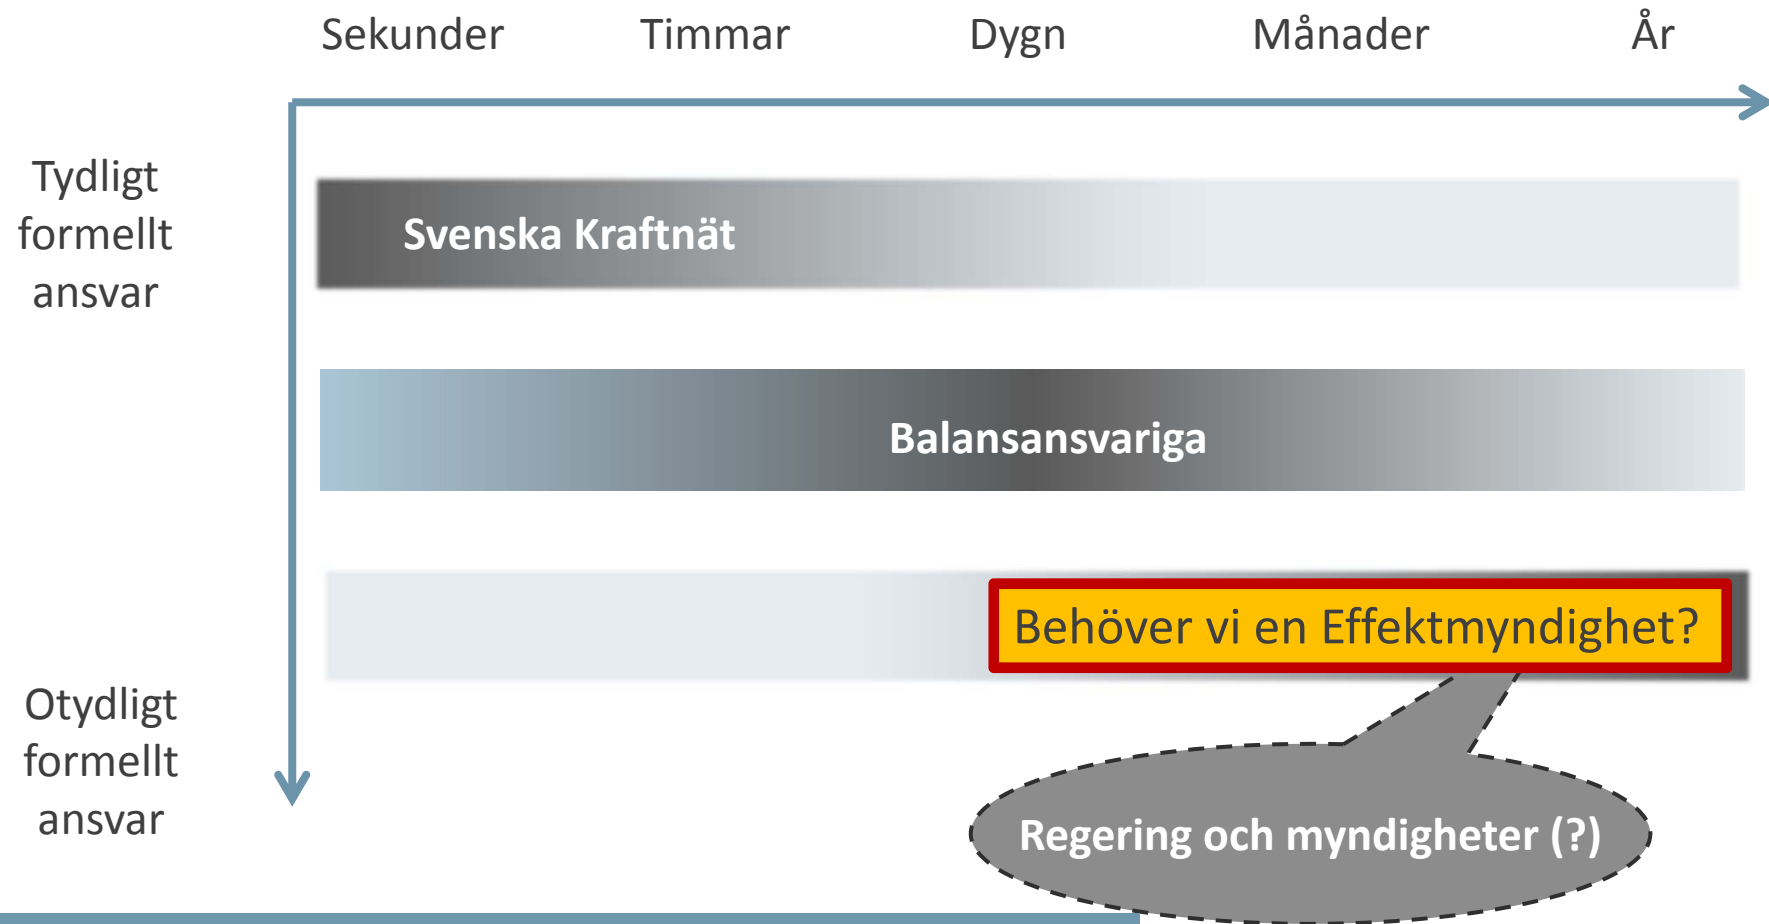 Sekunder Timmar Dygn Månader År
Tydligt
formellt
ansvar
Svenska Kraftnät
Balansansvariga
Behöver vi en Effektmyndighet?
Otydligt
formellt
ansvar
Regering och myndigheter (?)